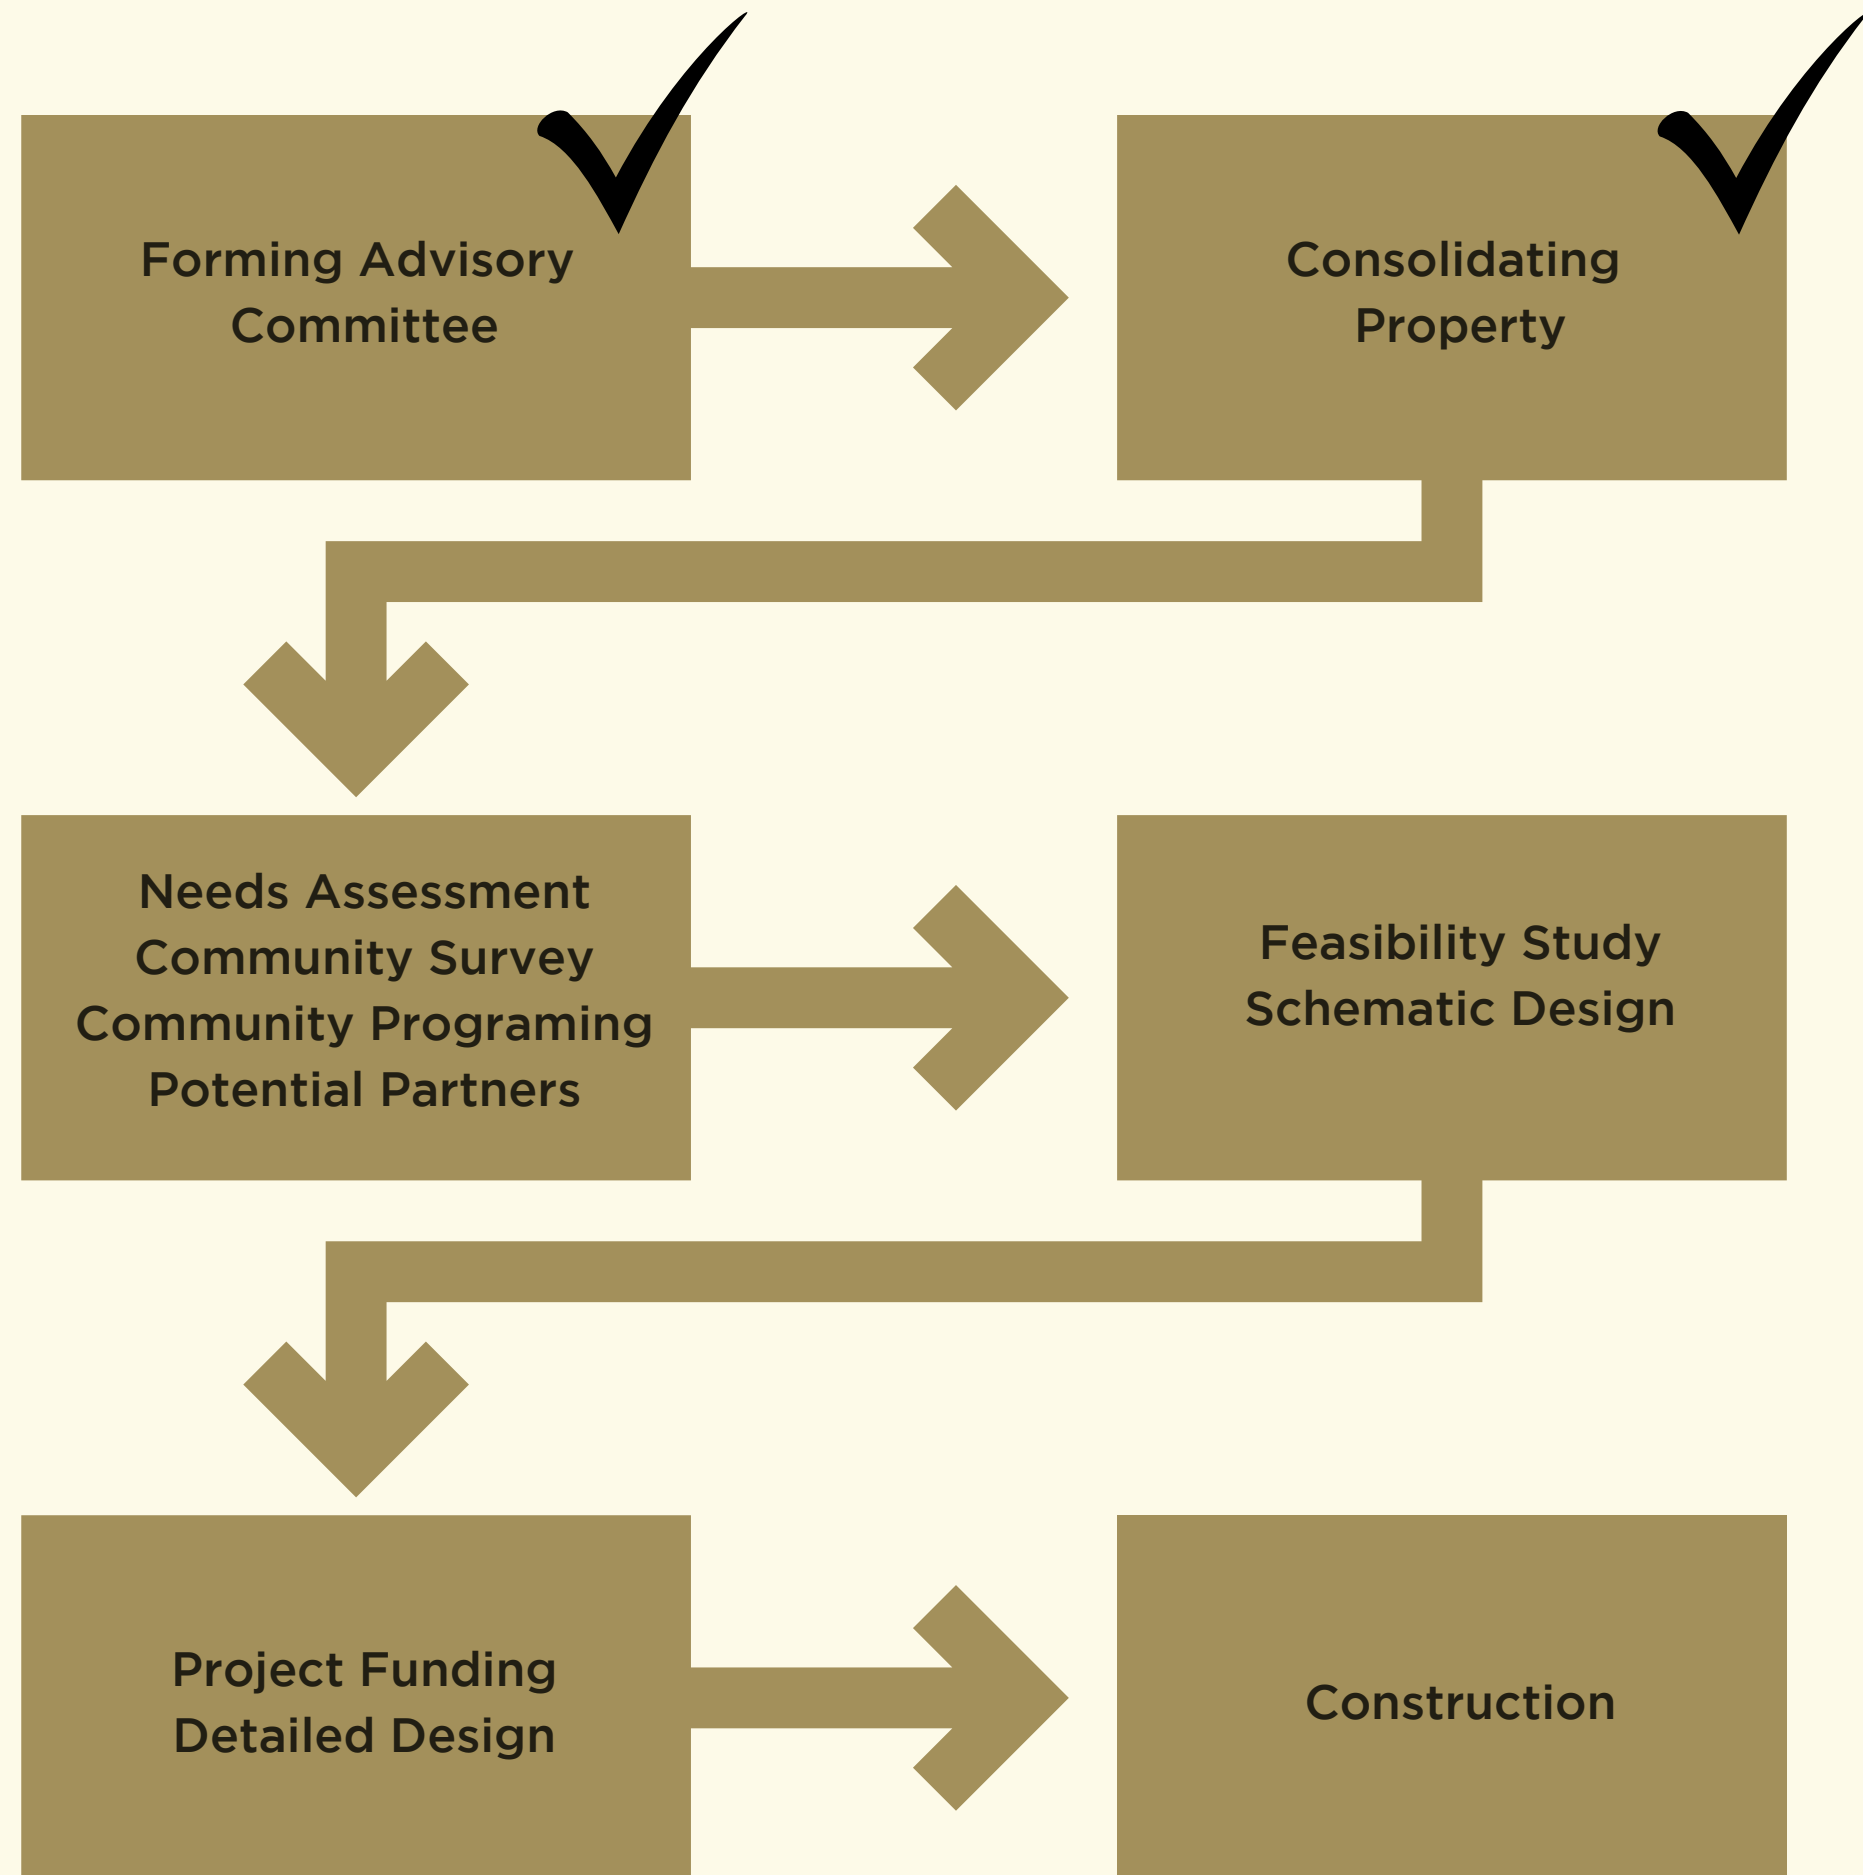 Forming Advisory
Committee
Consolidating
Property
Needs Assessment
Community Survey
Community Programing
Potential Partners
Feasibility Study
Schematic Design
Project Funding
Detailed Design
Construction